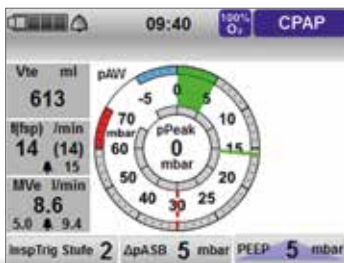 09:40 100% O₂ CPAP
Vte ml
613
f(fsp) /min
14 (14)
15
MVe l/min
8.6
5.0 9.4
pAW
-5 0 5
70 10
mbar
60 15
50 20
40 30 25
pPeak
0
mbar
InspTrig Stufe 2 ΔpASB 5 mbar PEEP 5 mbar